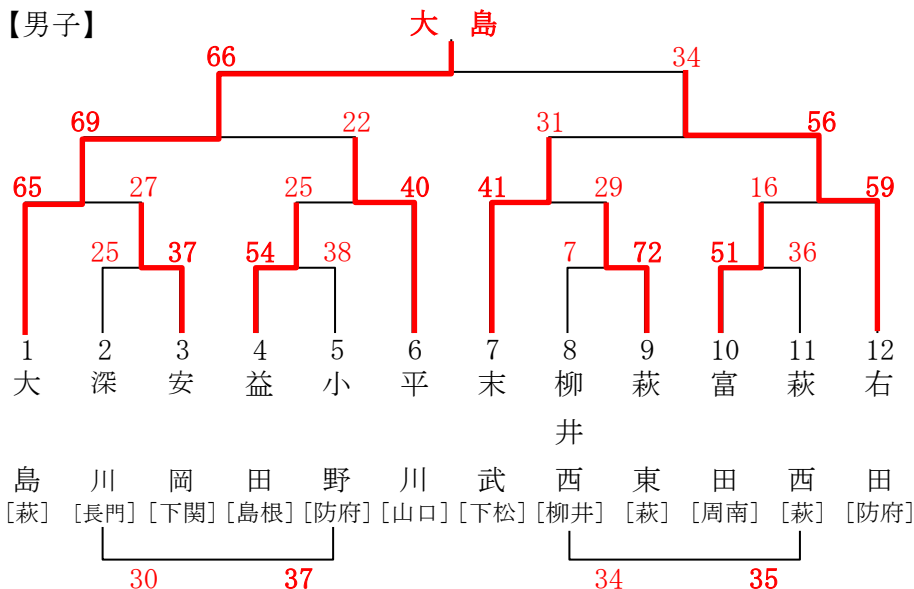 【男子】
大島
66 34
69 22 31 56
65 27 25 40 41 29 16 59
25 37 54 38 7 72 51 36
1 2 3 4 5 6 7 8 9 10 11 12
大島
深川
安岡
益田
小野
平川
末武
柳井西
萩東
富田
萩西
右田
[萩] [長門] [下関] [島根] [防府] [山口] [下松] [柳井] [萩] [周南] [萩] [防府]
30 37 34 35